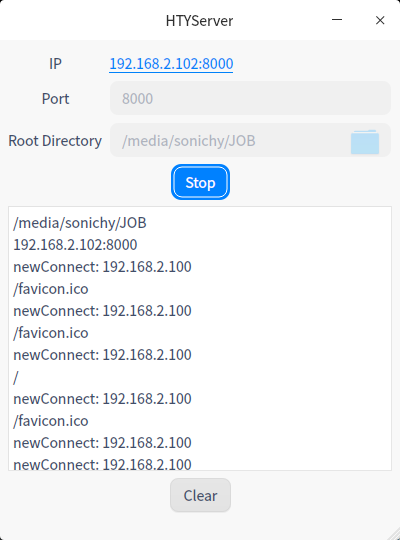 HTYServer
IP 192.168.2.102:8000
Port 8000
Root Directory /media/sonichy/JOB
Stop
/media/sonichy/JOB
192.168.2.102:8000
newConnect: 192.168.2.100
/favicon.ico
newConnect: 192.168.2.100
/favicon.ico
newConnect: 192.168.2.100
/
newConnect: 192.168.2.100
/favicon.ico
newConnect: 192.168.2.100
newConnect: 192.168.2.100
Clear